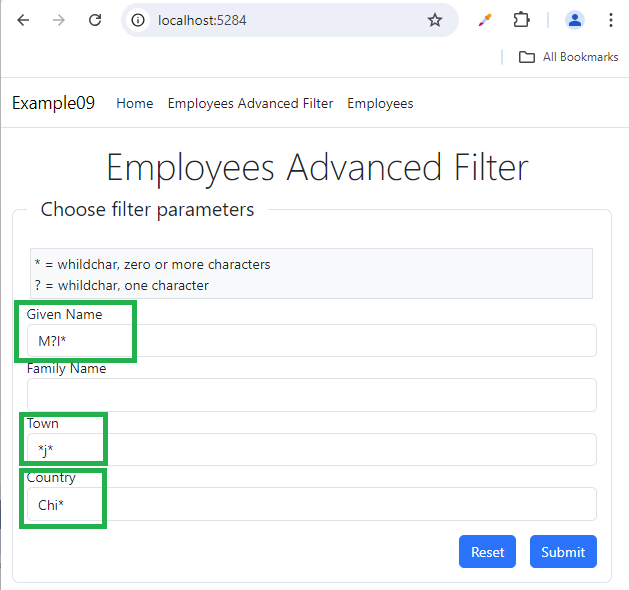 localhost:5284
All Bookmarks
Example09 Home Employees Advanced Filter Employees
Employees Advanced Filter
Choose filter parameters
* = whildchar, zero or more characters
? = whildchar, one character
Given Name
M?l*
Family Name
Town
*j*
Country
Chi*
Reset Submit